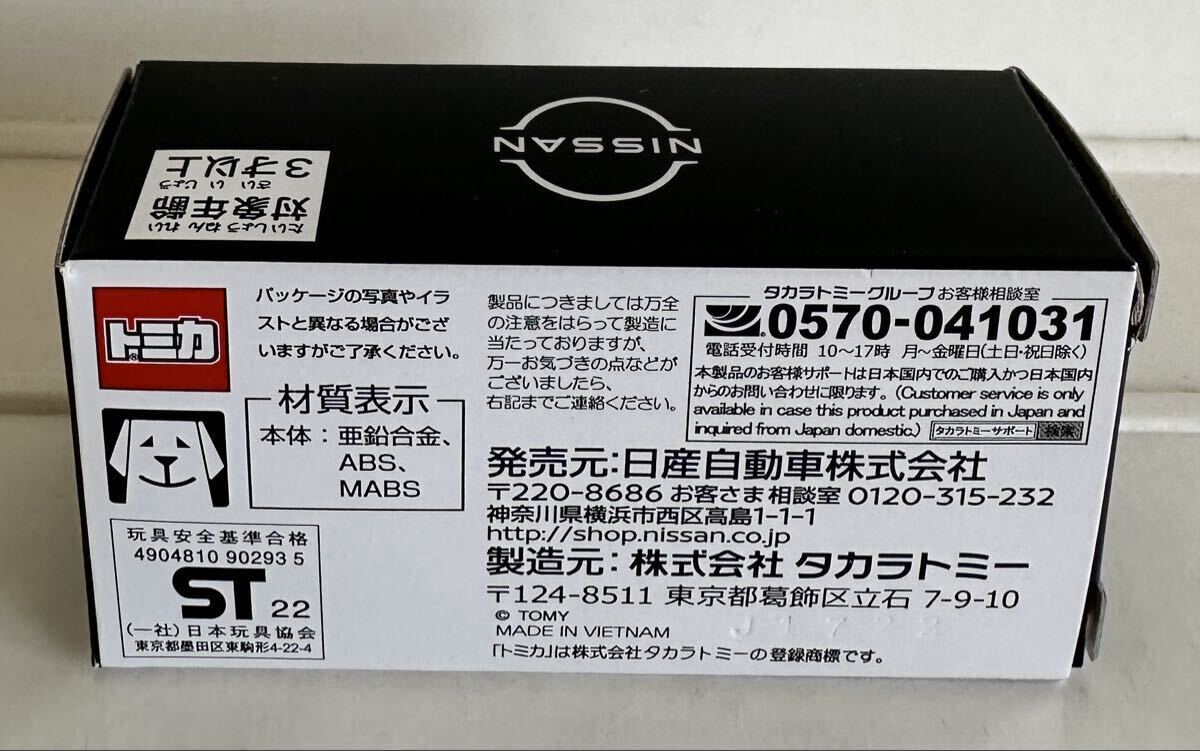 NISSAN
たいしょうねんれい
対象年齢
さい いじょう
3才以上
トミカ
®
パッケージの写真やイラ
ストと異なる場合がござ
いますがご了承ください。
材質表示
本体：亜鉛合金、
ABS、
MABS
玩具安全基準合格
4904810 90293 5
ST 22
(一社)日本玩具協会
東京都墨田区東駒形4-22-4
製品につきましては万全
の注意をはらって製造に
当たっておりますが、
万一お気づきの点などが
ございましたら、
右記までご連絡ください。
タカラトミーグループ お客様相談室
0570-041031
電話受付時間 10～17時 月～金曜日(土日・祝日除く)
本製品のお客様サポートは日本国内でのご購入かつ日本国内
からのお問い合わせに限ります。(Customer service is only
available in case this product purchased in Japan and
inquired from Japan domestic.) タカラトミーサポート 検索
発売元：日産自動車株式会社
〒220-8686 お客さま相談室 0120-315-232
神奈川県横浜市西区高島1-1-1
http://shop.nissan.co.jp
製造元：株式会社 タカラトミー
〒124-8511 東京都葛飾区立石 7-9-10
© TOMY
MADE IN VIETNAM
「トミカ」は株式会社タカラトミーの登録商標です。